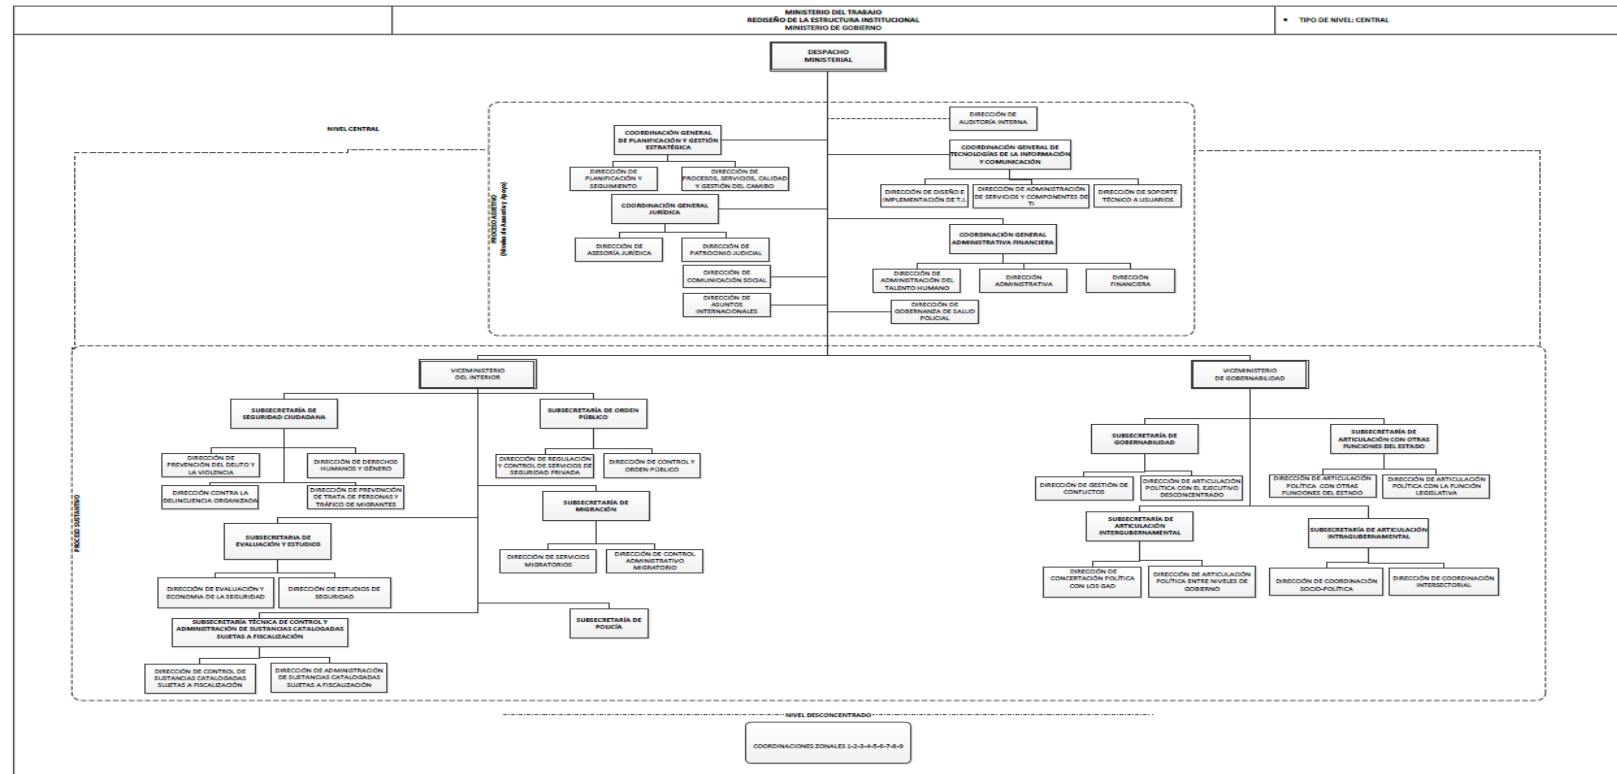 MINISTERIO DEL TRABAJO
REDISEÑO DE LA ESTRUCTURA INSTITUCIONAL
MINISTERIO DE GOBIERNO
• TIPO DE NIVEL: CENTRAL
DESPACHO
MINISTERIAL
NIVEL CENTRAL
PROCESO ADJETIVO
(Niveles de Asesoría y Apoyo)
DIRECCIÓN DE
AUDITORÍA INTERNA
COORDINACIÓN GENERAL
DE PLANIFICACIÓN Y GESTIÓN
ESTRATÉGICA
COORDINACIÓN GENERAL DE
TECNOLOGÍAS DE LA INFORMACIÓN
Y COMUNICACIÓN
DIRECCIÓN DE
PLANIFICACIÓN Y
SEGUIMIENTO
DIRECCIÓN DE
PROCESOS, SERVICIOS, CALIDAD
Y GESTIÓN DEL CAMIBO
DIRECCIÓN DE DISEÑO E
IMPLEMENTACIÓN DE T.I.
DIRECCIÓN DE ADMINISTRACIÓN
DE SERVICIOS Y COMPONENTES DE
TI
DIRECCIÓN DE SOPORTE
TÉCNICO A USUARIOS
COORDINACIÓN GENERAL
JURÍDICA
COORDINACIÓN GENERAL
ADMINISTRATIVA FINANCIERA
DIRECCIÓN DE
ASESORÍA JURÍDICA
DIRECCIÓN DE
PATROCINIO JUDICIAL
DIRECCIÓN DE
COMUNICACIÓN SOCIAL
DIRECCIÓN DE
ADMINISTRACIÓN DEL
TALENTO HUMANO
DIRECCIÓN
ADMINISTRATIVA
DIRECCIÓN
FINANCIERA
DIRECCIÓN DE
ASUNTOS
INTERNACIONALES
DIRECCIÓN DE
GOBERNANZA DE SALUD
POLICIAL
PROCESO SUSTANTIVO
VICEMINISTERIO
DEL INTERIOR
VICEMINISTERIO
DE GOBERNABILIDAD
SUBSECRETARÍA DE
SEGURIDAD CIUDADANA
SUBSECRETARÍA DE ORDEN
PÚBLICO
SUBSECRETARÍA DE
GOBERNABILIDAD
SUBSECRETARÍA DE
ARTICULACIÓN CON OTRAS
FUNCIONES DEL ESTADO
DIRECCIÓN DE
PREVENCIÓN DEL DELITO Y
LA VIOLENCIA
DIRECCIÓN DE DERECHOS
HUMANOS Y GÉNERO
DIRECCIÓN DE REGULACIÓN
Y CONTROL DE SERVICIOS DE
SEGURIDAD PRIVADA
DIRECCIÓN DE CONTROL Y
ORDEN PÚBLICO
DIRECCIÓN DE GESTIÓN DE
CONFLICTOS
DIRECCIÓN DE ARTICULACIÓN
POLÍTICA CON EL EJECUTIVO
DESCONCENTRADO
DIRECCIÓN DE ARTICULACIÓN
POLÍTICA CON OTRAS
FUNCIONES DEL ESTADO
DIRECCIÓN DE ARTICULACIÓN
POLÍTICA CON LA FUNCIÓN
LEGISLATIVA
DIRECCIÓN CONTRA LA
DELINCUENCIA ORGANIZADA
DIRECCIÓN DE PREVENCIÓN
DE TRATA DE PERSONAS Y
TRÁFICO DE MIGRANTES
SUBSECRETARÍA DE
MIGRACIÓN
SUBSECRETARÍA DE
ARTICULACIÓN
INTERGUBERNAMENTAL
SUBSECRETARÍA DE ARTICULACIÓN
INTRAGUBERNAMENTAL
SUBSECRETARIA DE
EVALUACIÓN Y ESTUDIOS
DIRECCIÓN DE SERVICIOS
MIGRATORIOS
DIRECCIÓN DE CONTROL
ADMINISTRATIVO
MIGRATORIO
DIRECCIÓN DE
CONCERTACIÓN POLÍTICA
CON LOS GAD
DIRECCIÓN DE ARTICULACIÓN
POLÍTICA ENTRE NIVELES DE
GOBIERNO
DIRECCIÓN DE COORDINACIÓN
SOCIO-POLÍTICA
DIRECCIÓN DE COORDINACIÓN
INTERSECTORIAL
DIRECCIÓN DE EVALUACIÓN Y
ECONOMIA DE LA SEGURIDAD
DIRECCIÓN DE ESTUDIOS DE
SEGURIDAD
SUBSECRETARÍA TÉCNICA DE CONTROL Y
ADMINISTRACIÓN DE SUSTANCIAS CATALOGADAS
SUJETAS A FISCALIZACIÓN
SUBSECRETARÍA DE
POLICÍA
DIRECCIÓN DE CONTROL DE
SUSTANCIAS CATALOGADAS
SUJETAS A FISCALIZACIÓN
DIRECCIÓN DE ADMINISTRACIÓN
DE SUSTANCIAS CATALOGADAS
SUJETAS A FISCALIZACIÓN
NIVEL DESCONCENTRADO
COORDINACIONES ZONALES 1-2-3-4-5-6-7-8-9